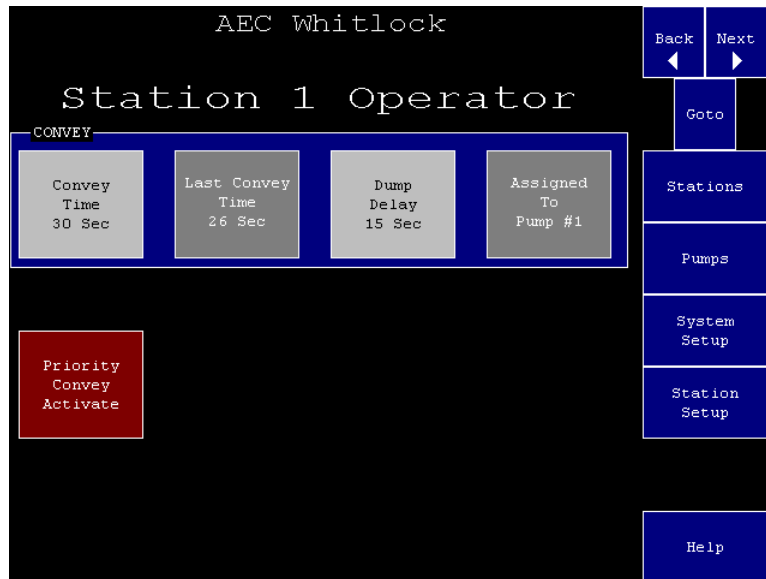 AEC Whitlock
Back
Next
Station 1 Operator
Goto
CONVEY
Convey
Time
30 Sec
Last Convey
Time
26 Sec
Dump
Delay
15 Sec
Assigned
To
Pump #1
Stations
Pumps
System
Setup
Priority
Convey
Activate
Station
Setup
Help